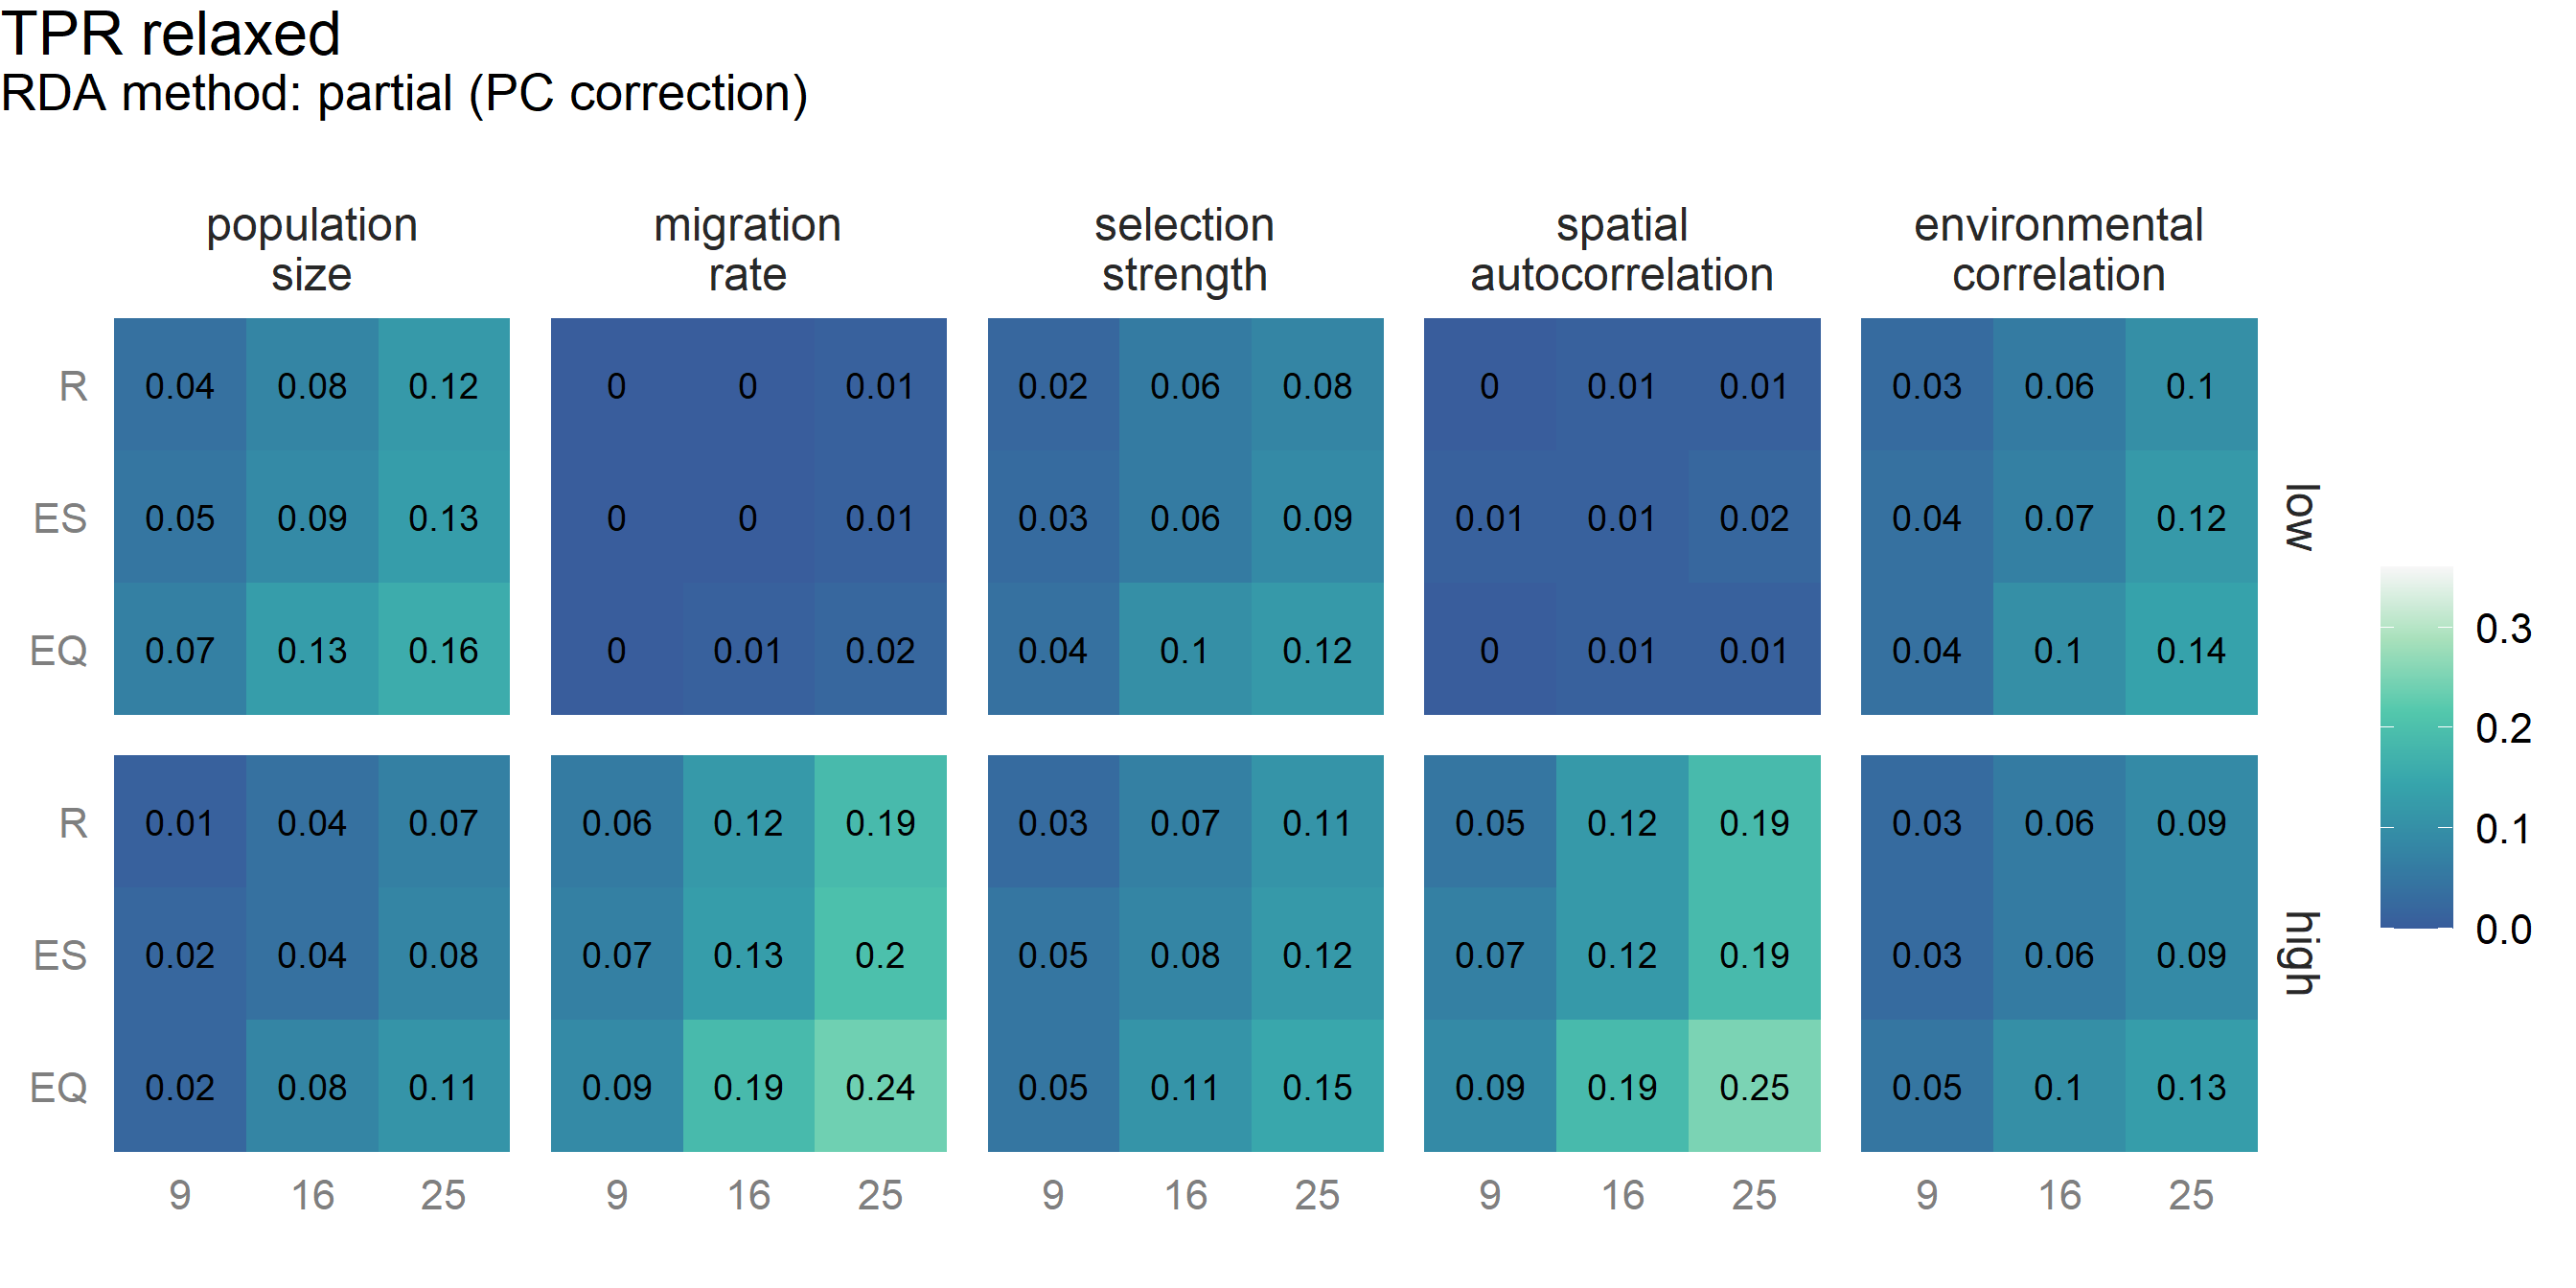 TPR relaxed
RDA method: partial (PC correction)
population size
migration rate
selection strength
spatial autocorrelation
environmental correlation
R 0.04 0.08 0.12 0 0 0.01 0.02 0.06 0.08 0 0.01 0.01 0.03 0.06 0.1
ES 0.05 0.09 0.13 0 0 0.01 0.03 0.06 0.09 0.01 0.01 0.02 0.04 0.07 0.12
EQ 0.07 0.13 0.16 0 0.01 0.02 0.04 0.1 0.12 0 0.01 0.01 0.04 0.1 0.14
low
R 0.01 0.04 0.07 0.06 0.12 0.19 0.03 0.07 0.11 0.05 0.12 0.19 0.03 0.06 0.09
ES 0.02 0.04 0.08 0.07 0.13 0.2 0.05 0.08 0.12 0.07 0.12 0.19 0.03 0.06 0.09
EQ 0.02 0.08 0.11 0.09 0.19 0.24 0.05 0.11 0.15 0.09 0.19 0.25 0.05 0.1 0.13
high
9 16 25 9 16 25 9 16 25 9 16 25 9 16 25
0.3
0.2
0.1
0.0